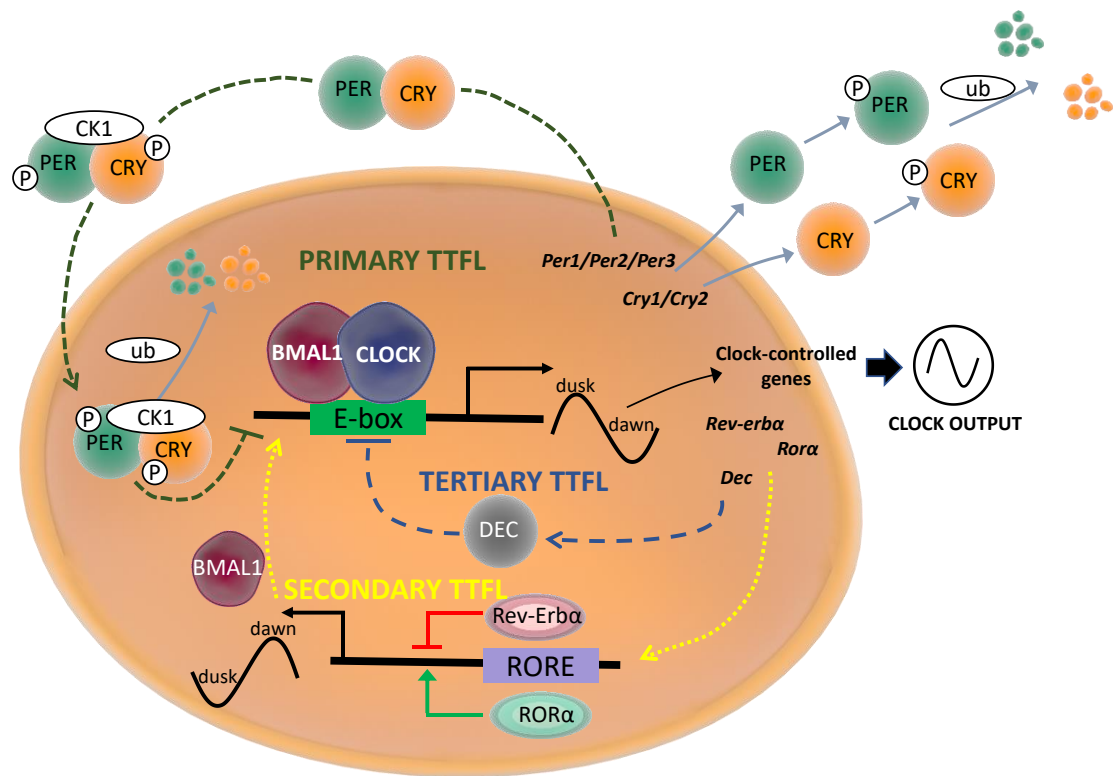 PER
CRY
P
PER
ub
CK1
P
PER
CRY
P
PER
P
CRY
CRY
PRIMARY TTFL
Per1/Per2/Per3
Cry1/Cry2
BMAL1
CLOCK
ub
E-box
dusk
dawn
Clock-controlled
genes
CLOCK OUTPUT
P
CK1
PER
CRY
P
Rev-erbα
Rorα
Dec
TERTIARY TTFL
DEC
BMAL1
SECONDARY TTFL
Rev-Erbα
dawn
dusk
RORE
RORα